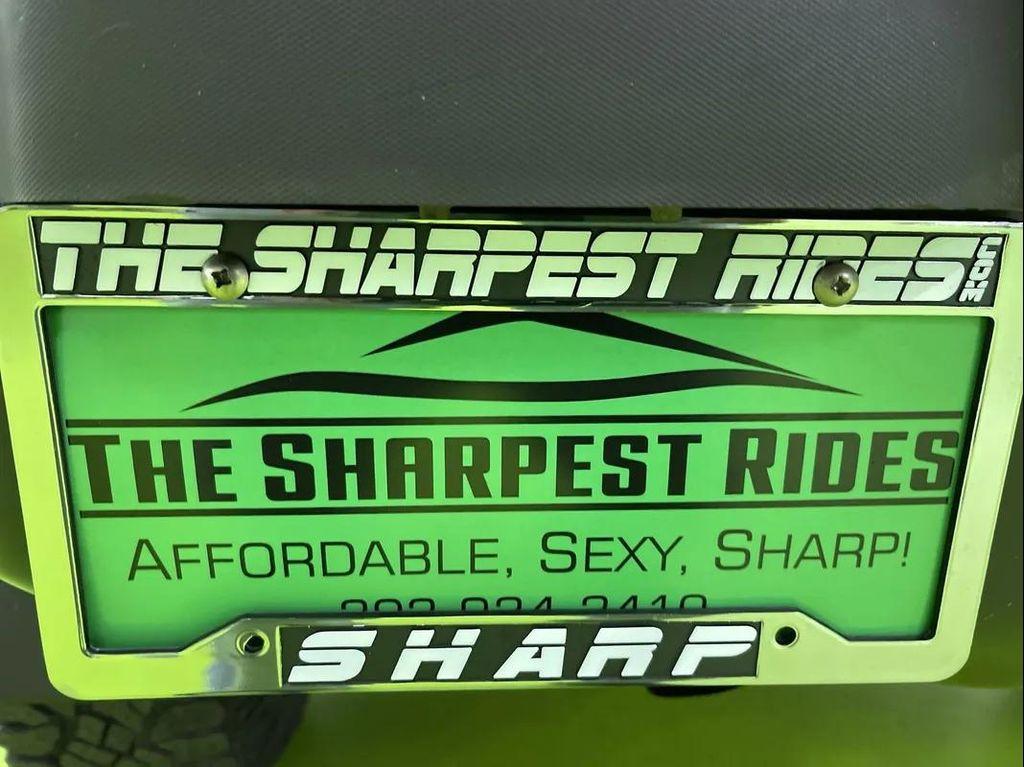 THE SHARPEST RIDES.COM
THE SHARPEST RIDES
AFFORDABLE, SEXY, SHARP!
SHARP